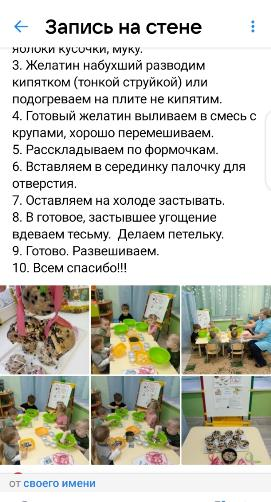 Запись на стене
яблоки кусочки, муку.
3. Желатин набухший разводим
кипятком (тонкой струйкой) или
подогреваем на плите не кипятим.
4. Готовый желатин выливаем в смесь с
крупами, хорошо перемешиваем.
5. Расскладываем по формочкам.
6. Вставляем в серединку палочку для
отверстия.
7. Оставляем на холоде застывать.
8. В готовое, застывшее угощение
вдеваем тесьму. Делаем петельку.
9. Готово. Развешиваем.
10. Всем спасибо!!!
от своего имени